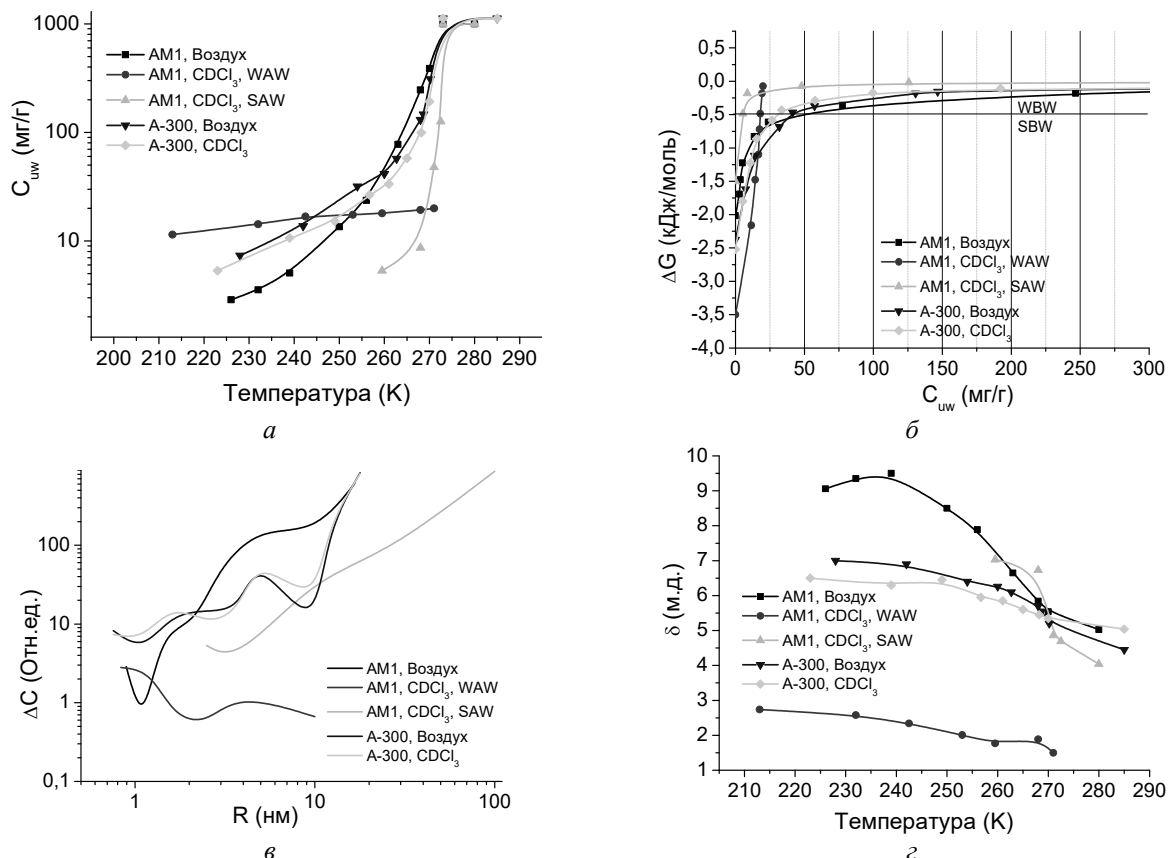 1000
100
10
C_uw (мг/г)
AM1, Воздух
AM1, CDCl₃, WAW
AM1, CDCl₃, SAW
A-300, Воздух
A-300, CDCl₃
200 210 220 230 240 250 260 270 280 290
Температура (K)
а
0,5
0,0
-0,5
-1,0
-1,5
-2,0
-2,5
-3,0
-3,5
-4,0
ΔG (кДж/моль)
WBW
SBW
AM1, Воздух
AM1, CDCl₃, WAW
AM1, CDCl₃, SAW
A-300, Воздух
A-300, CDCl₃
0 50 100 150 200 250 300
C_uw (мг/г)
б
100
10
1
0,1
ΔC (Отн.ед.)
AM1, Воздух
AM1, CDCl₃, WAW
AM1, CDCl₃, SAW
A-300, Воздух
A-300, CDCl₃
1 10 100
R (нм)
в
10
9
8
7
6
5
4
3
2
1
δ (м.д.)
AM1, Воздух
AM1, CDCl₃, WAW
AM1, CDCl₃, SAW
A-300, Воздух
A-300, CDCl₃
210 220 230 240 250 260 270 280 290
Температура (K)
г